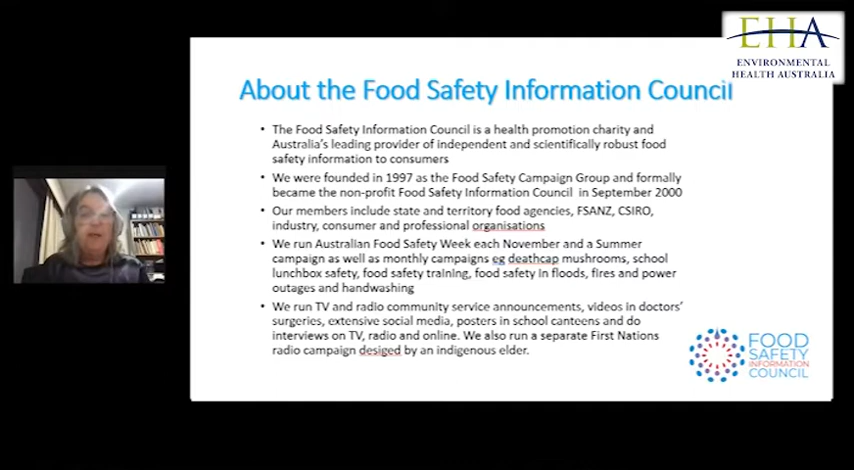 EHA
ENVIRONMENTAL
HEALTH AUSTRALIA
About the Food Safety Information Council
• The Food Safety Information Council is a health promotion charity and
Australia's leading provider of independent and scientifically robust food
safety information to consumers
• We were founded in 1997 as the Food Safety Campaign Group and formally
became the non-profit Food Safety Information Council in September 2000
• Our members include state and territory food agencies, FSANZ, CSIRO,
industry, consumer and professional organisations
• We run Australian Food Safety Week each November and a Summer
campaign as well as monthly campaigns eg deathcap mushrooms, school
lunchbox safety, food safety training, food safety in floods, fires and power
outages and handwashing
• We run TV and radio community service announcements, videos in doctors'
surgeries, extensive social media, posters in school canteens and do
interviews on TV, radio and online. We also run a separate First Nations
radio campaign desiged by an indigenous elder.
FOOD
SAFETY
INFORMATION
COUNCIL